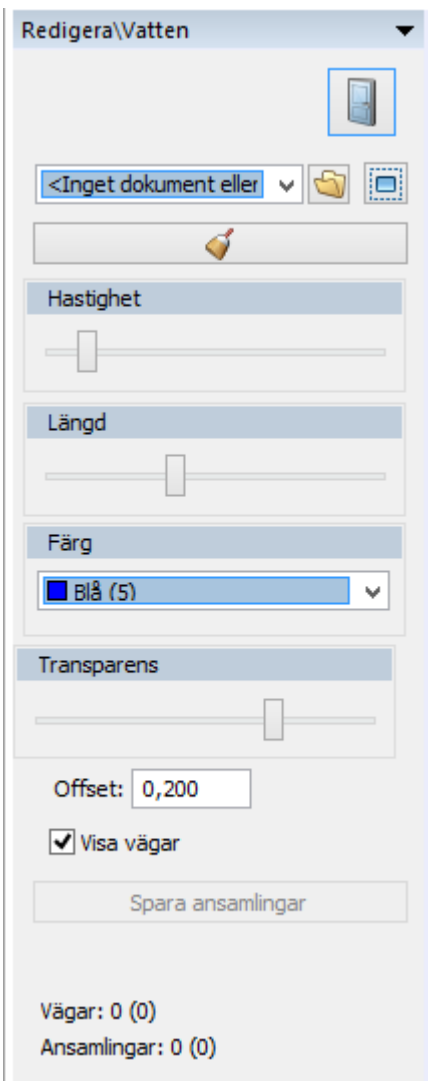 Redigera\Vatten
<Inget dokument eller
Hastighet
Längd
Färg
Blå (5)
Transparens
Offset: 0,200
Visa vägar
Spara ansamlingar
Vägar: 0 (0)
Ansamlingar: 0 (0)